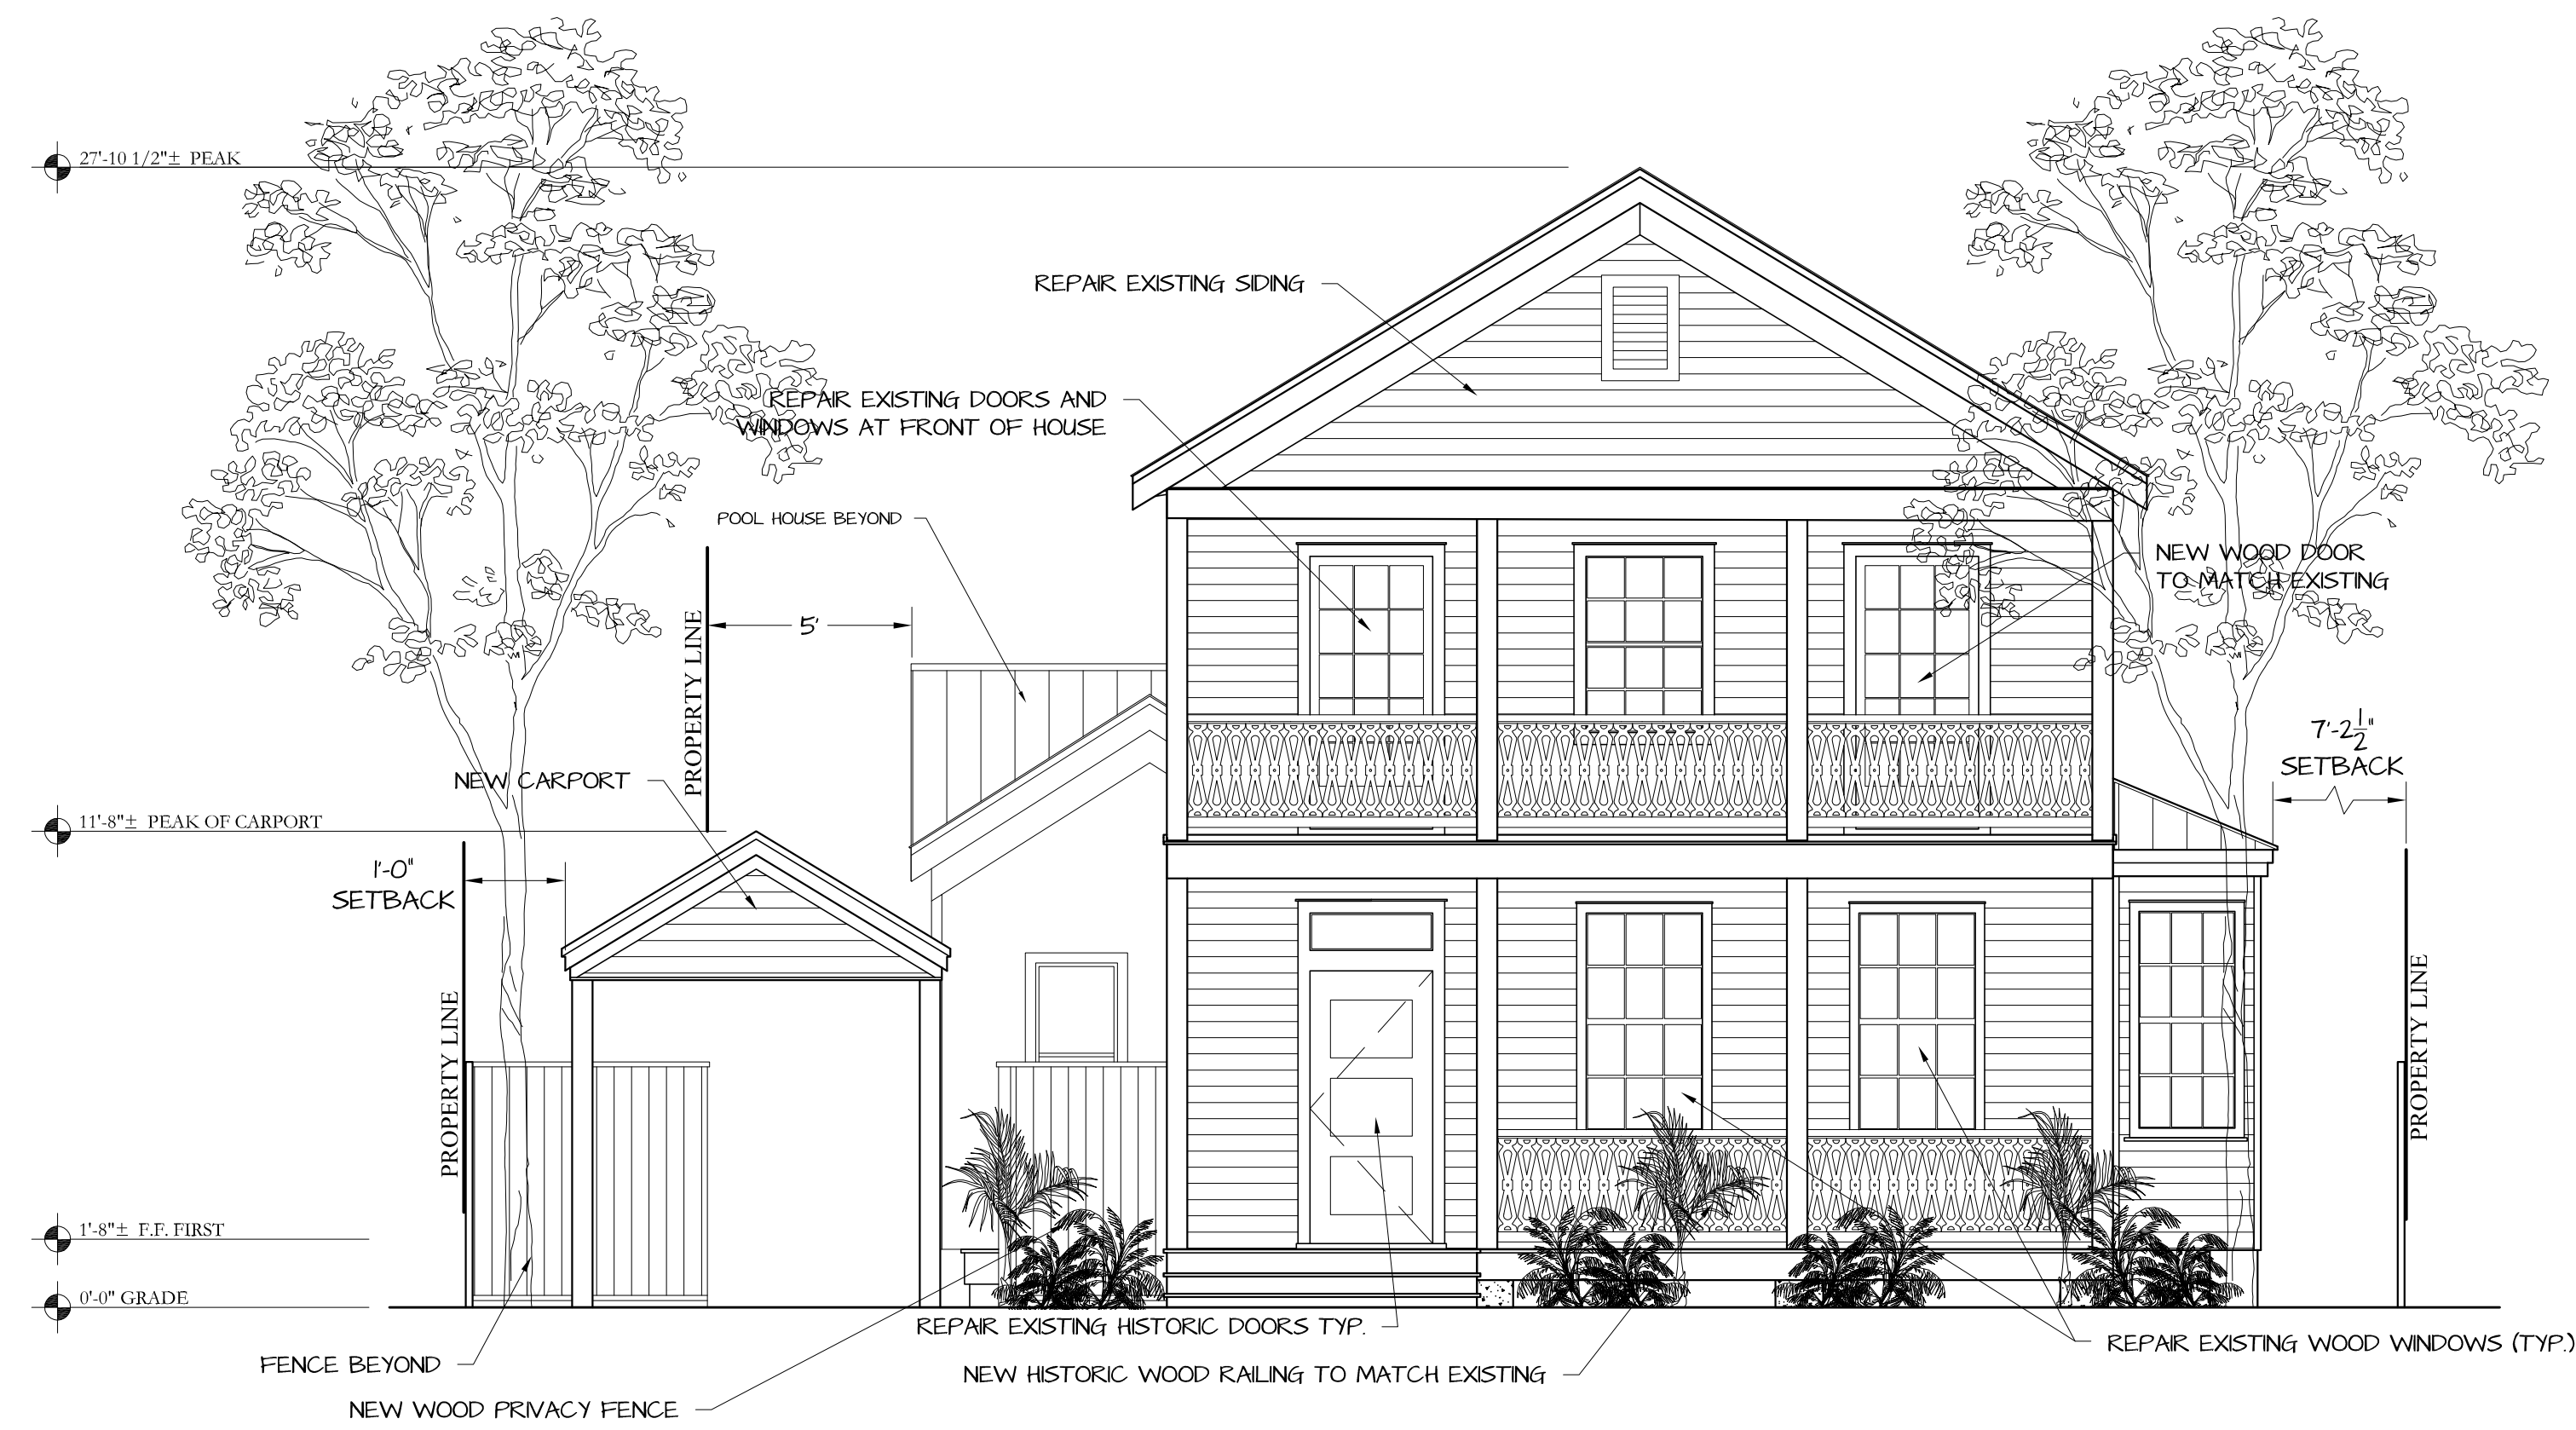 27'-10 1/2"± PEAK
REPAIR EXISTING SIDING
REPAIR EXISTING DOORS AND
WINDOWS AT FRONT OF HOUSE
POOL HOUSE BEYOND
NEW WOOD DOOR
TO MATCH EXISTING
PROPERTY LINE
5'
7'-2 1/2"
SETBACK
NEW CARPORT
11'-8"± PEAK OF CARPORT
1'-0"
SETBACK
PROPERTY LINE
PROPERTY LINE
1'-8"± F.F. FIRST
0'-0" GRADE
REPAIR EXISTING HISTORIC DOORS TYP.
REPAIR EXISTING WOOD WINDOWS (TYP.)
FENCE BEYOND
NEW HISTORIC WOOD RAILING TO MATCH EXISTING
NEW WOOD PRIVACY FENCE